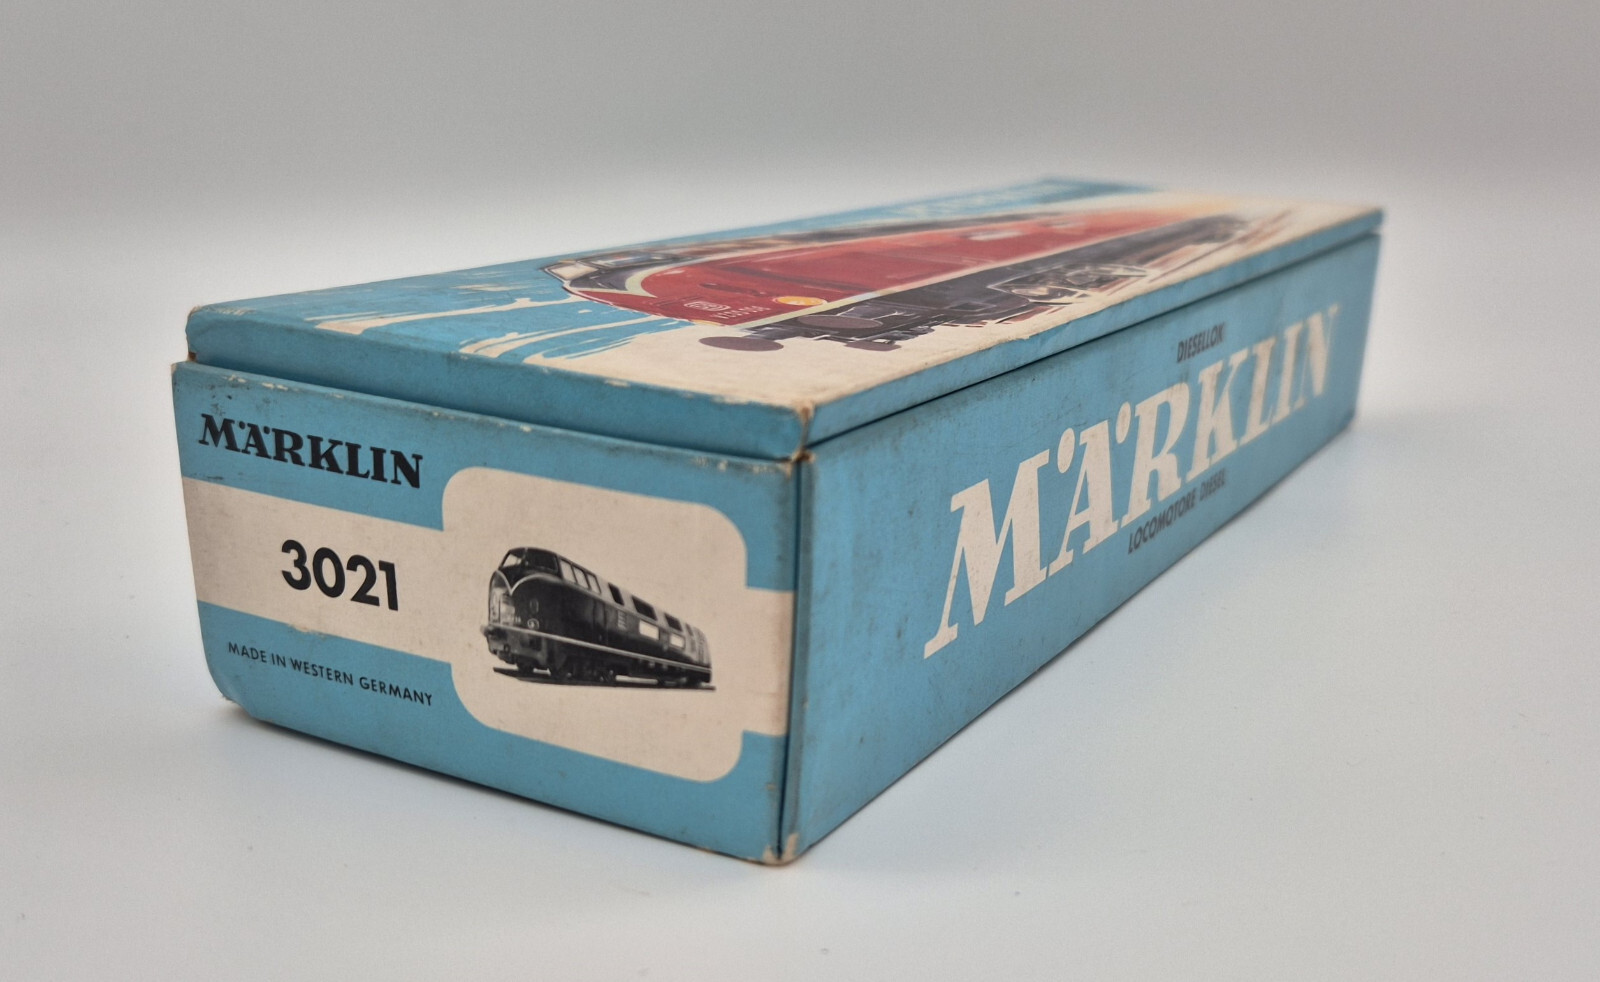 MÄRKLIN
3021
MADE IN WESTERN GERMANY
DIESELLOK
MÄRKLIN
LOCOMOTORE DIESEL